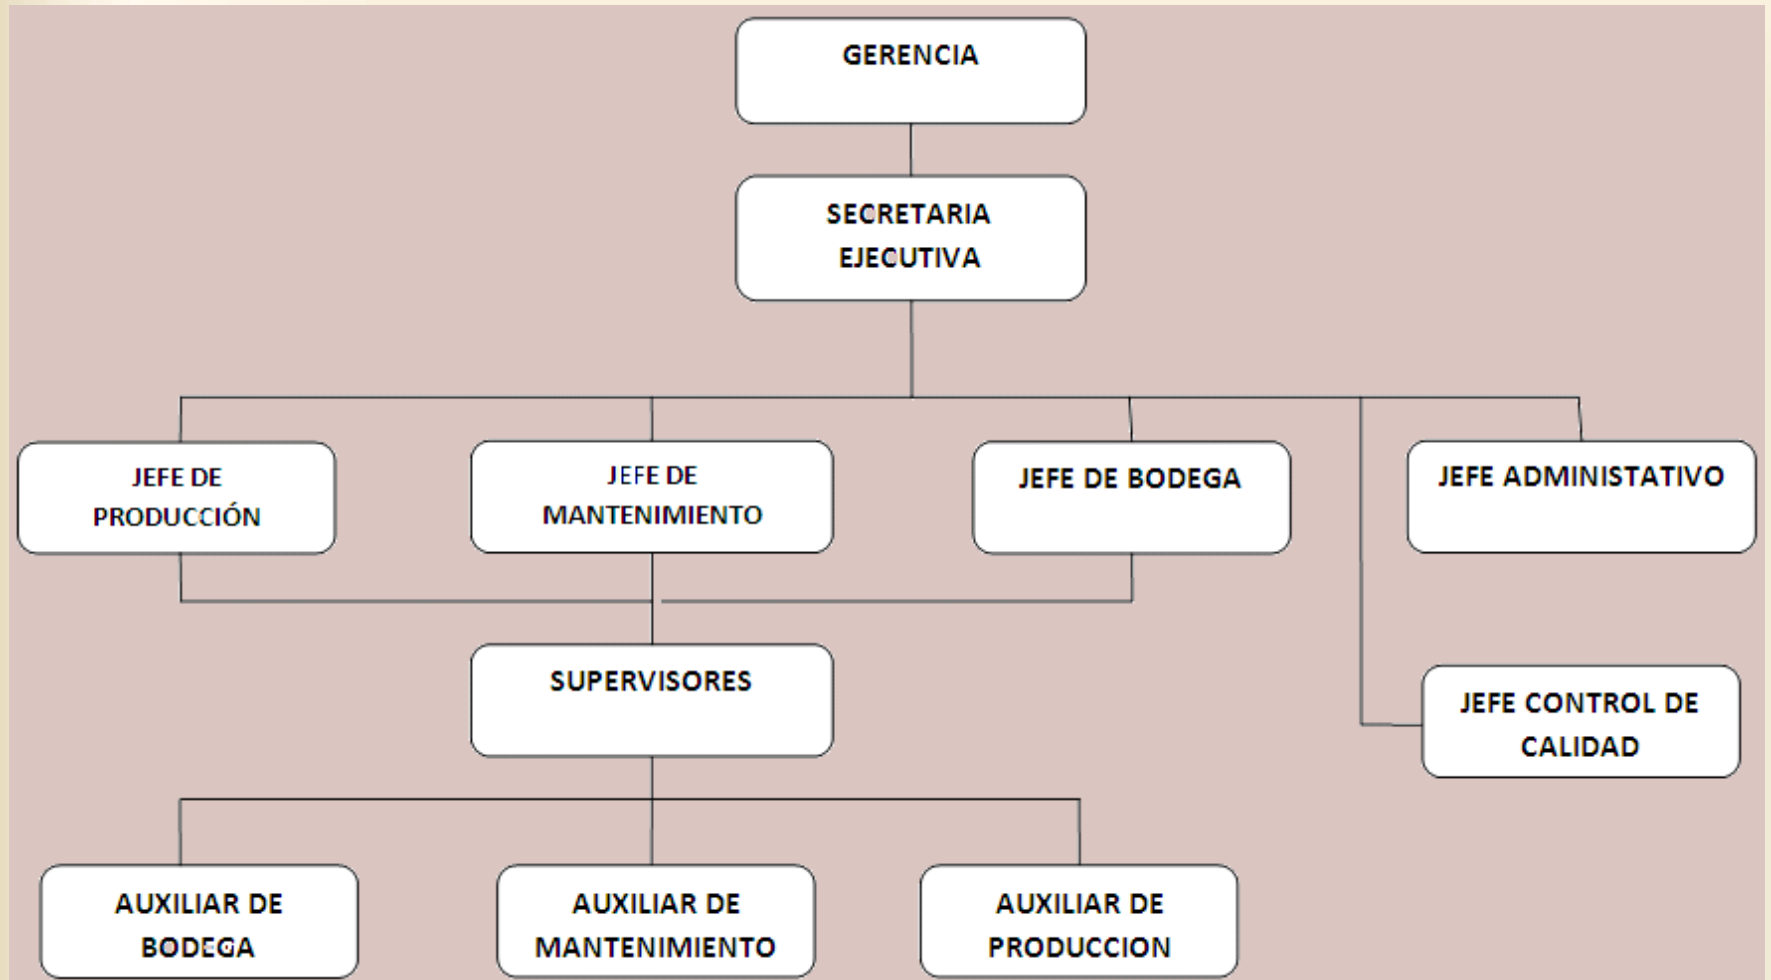 GERENCIA
SECRETARIA
EJECUTIVA
JEFE DE
PRODUCCIÓN
JEFE DE
MANTENIMIENTO
JEFE DE BODEGA
JEFE ADMINISTATIVO
SUPERVISORES
JEFE CONTROL DE
CALIDAD
AUXILIAR DE
BODEGA
AUXILIAR DE
MANTENIMIENTO
AUXILIAR DE
PRODUCCION